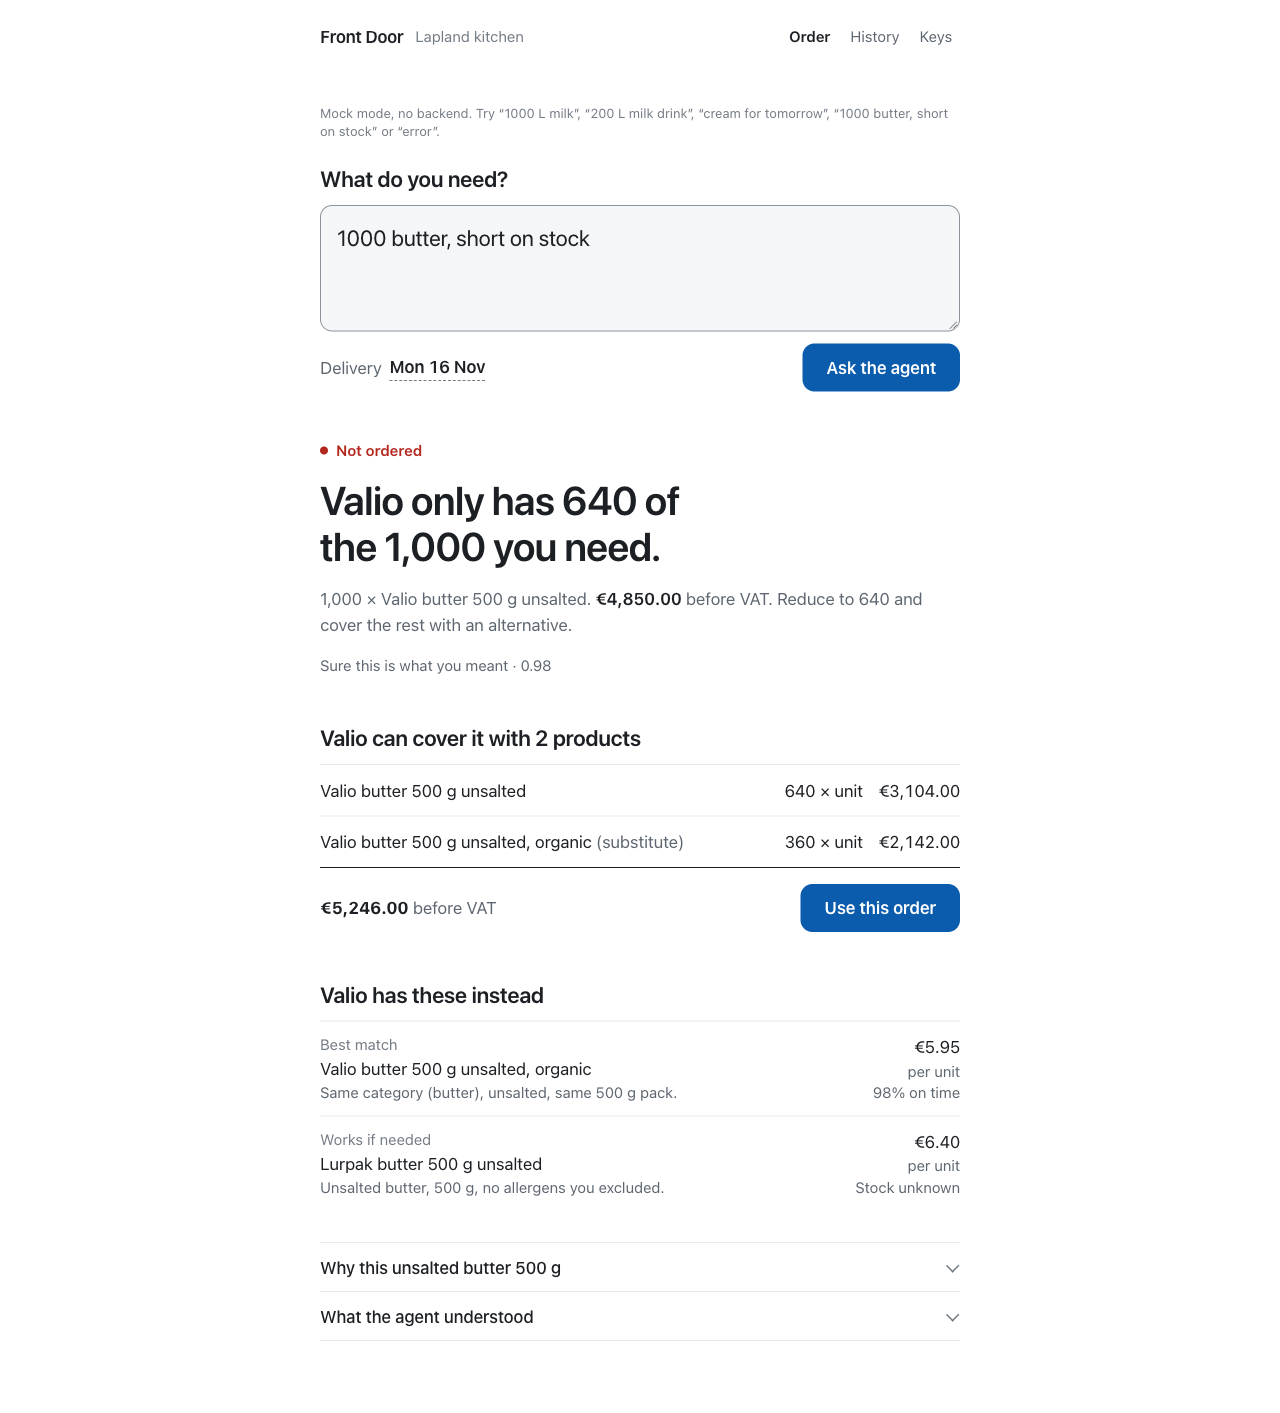 Front Door Lapland kitchen Order History Keys
Mock mode, no backend. Try “1000 L milk”, “200 L milk drink”, “cream for tomorrow”, “1000 butter, short
on stock” or “error”.
What do you need?
1000 butter, short on stock
Delivery Mon 16 Nov Ask the agent
Not ordered
Valio only has 640 of
the 1,000 you need.
1,000 × Valio butter 500 g unsalted. €4,850.00 before VAT. Reduce to 640 and
cover the rest with an alternative.
Sure this is what you meant · 0.98
Valio can cover it with 2 products
Valio butter 500 g unsalted 640 × unit €3,104.00
Valio butter 500 g unsalted, organic (substitute) 360 × unit €2,142.00
€5,246.00 before VAT Use this order
Valio has these instead
Best match
€5.95
Valio butter 500 g unsalted, organic
per unit
Same category (butter), unsalted, same 500 g pack.
98% on time
Works if needed
€6.40
Lurpak butter 500 g unsalted
per unit
Unsalted butter, 500 g, no allergens you excluded.
Stock unknown
Why this unsalted butter 500 g
What the agent understood